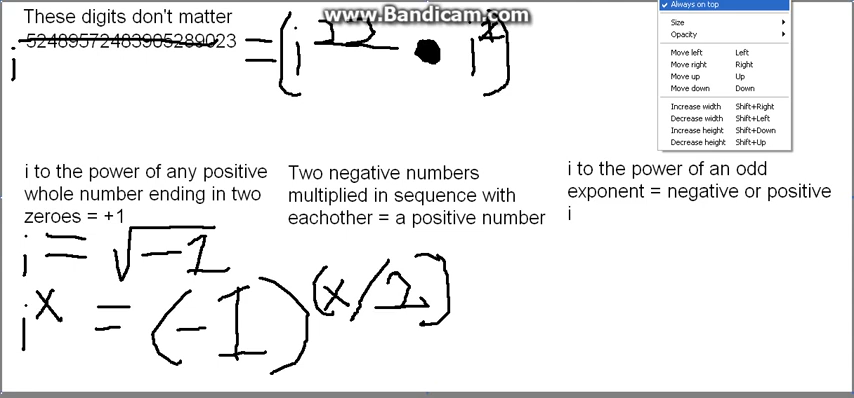 www.Bandicam.com
These digits don't matter
i 52489572483905289023 = (i • i²)
i to the power of any positive
whole number ending in two
zeroes = +1
Two negative numbers
multiplied in sequence with
eachother = a positive number
i to the power of an odd
exponent = negative or positive
i
i = √-1
i^x = (-1)^(x/2)
Always on top
Size
Opacity
Move left Left
Move right Right
Move up Up
Move down Down
Increase width Shift+Right
Decrease width Shift+Left
Increase height Shift+Down
Decrease height Shift+Up